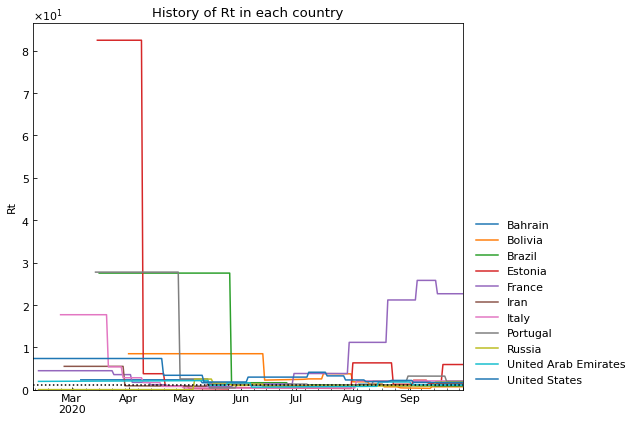 History of Rt in each country
×10¹
8
7
6
5
4
3
2
1
0
Rt
Mar Apr May Jun Jul Aug Sep
2020
Bahrain
Bolivia
Brazil
Estonia
France
Iran
Italy
Portugal
Russia
United Arab Emirates
United States